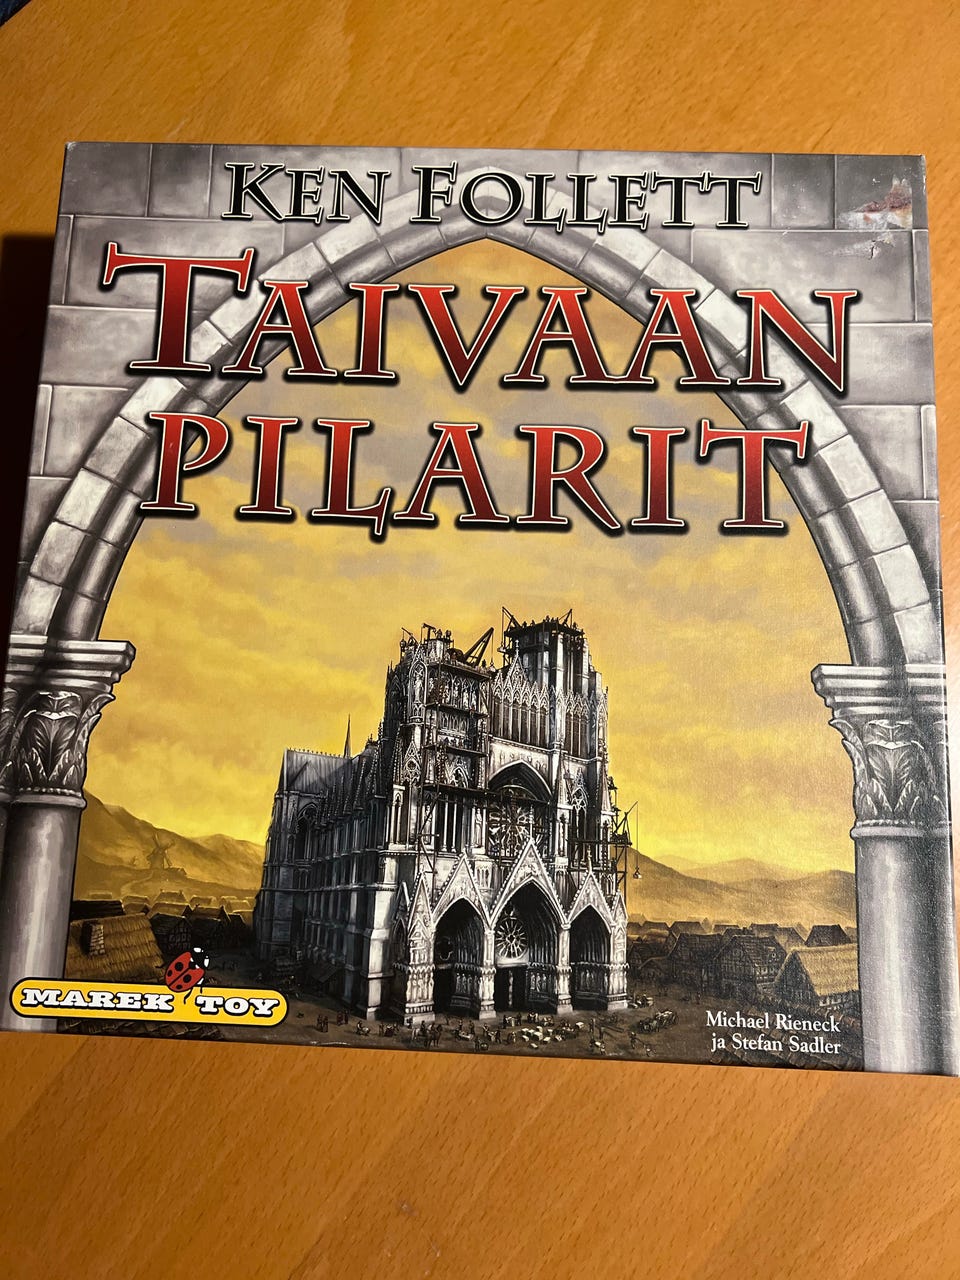 KEN FOLLETT
TAIVAAN
PILARIT
MAREK TOY
Michael Rieneck
ja Stefan Sadler